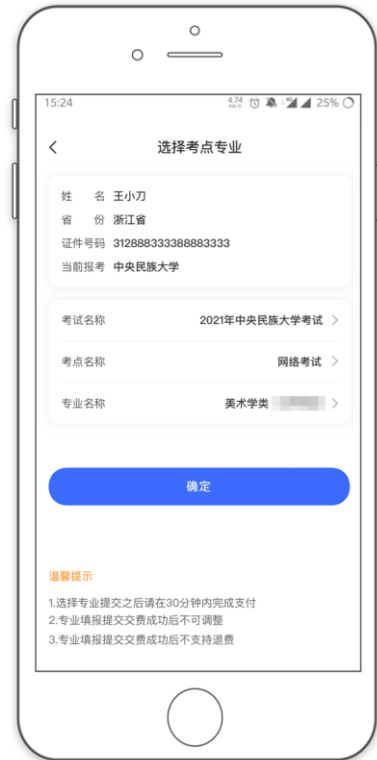 15:24 4.74 KB/S 4G 25%
选择考点专业
姓 名 王小刀
省 份 浙江省
证件号码 312888333388883333
当前报考 中央民族大学
考试名称 2021年中央民族大学考试
考点名称 网络考试
专业名称 美术学类
确定
温馨提示
1.选择专业提交之后请在30分钟内完成支付
2.专业填报提交交费成功后不可调整
3.专业填报提交交费成功后不支持退费